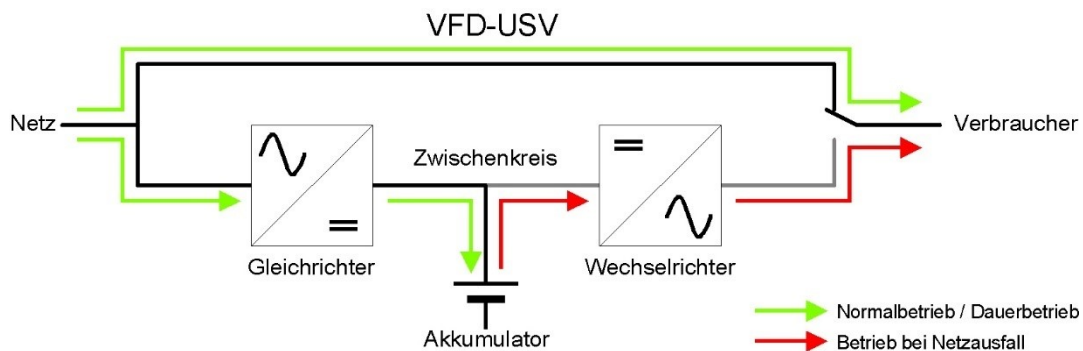 VFD-USV
Netz
Verbraucher
Zwischenkreis
Gleichrichter
Wechselrichter
Akkumulator
Normalbetrieb / Dauerbetrieb
Betrieb bei Netzausfall